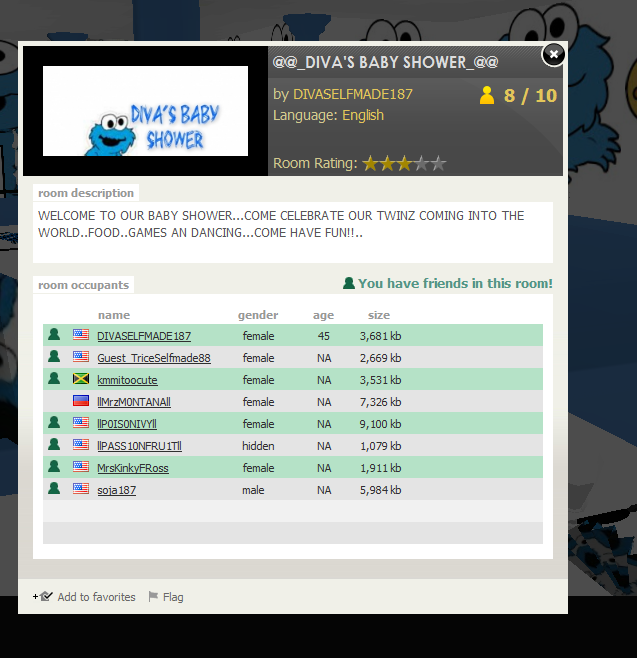 DIVA'S BABY
SHOWER
@@_DIVA'S BABY SHOWER_@@
by DIVASELFMADE187
8 / 10
Language: English
Room Rating:
room description
WELCOME TO OUR BABY SHOWER...COME CELEBRATE OUR TWINZ COMING INTO THE
WORLD..FOOD..GAMES AN DANCING...COME HAVE FUN!!..
room occupants
You have friends in this room!
name gender age size
DIVASELFMADE187 female 45 3,681 kb
Guest_TriceSelfmade88 female NA 2,669 kb
kmmitoocute female NA 3,531 kb
llMrzM0NTANAll female NA 7,326 kb
llP0IS0NIVYll female NA 9,100 kb
llPASS10NFRU1Tll hidden NA 1,079 kb
MrsKinkyFRoss female NA 1,911 kb
soja187 male NA 5,984 kb
Add to favorites Flag